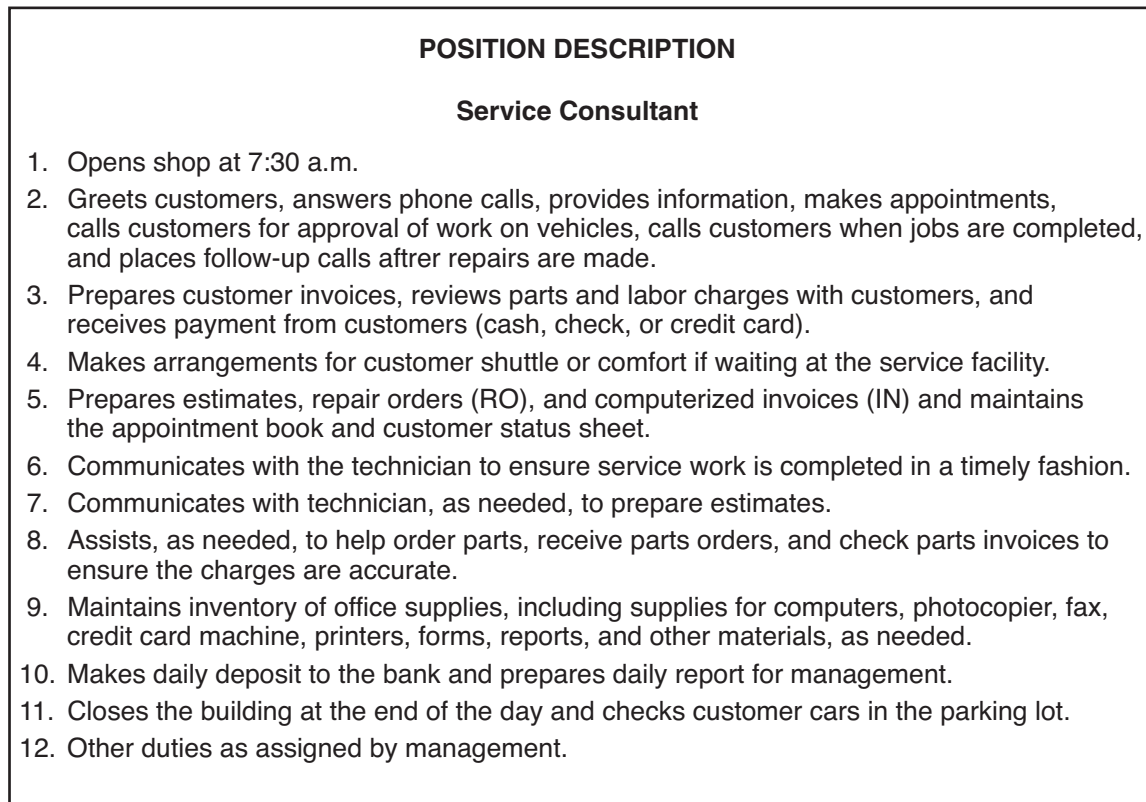 POSITION DESCRIPTION
Service Consultant
1. Opens shop at 7:30 a.m.
2. Greets customers, answers phone calls, provides information, makes appointments,
calls customers for approval of work on vehicles, calls customers when jobs are completed,
and places follow-up calls aftrer repairs are made.
3. Prepares customer invoices, reviews parts and labor charges with customers, and
receives payment from customers (cash, check, or credit card).
4. Makes arrangements for customer shuttle or comfort if waiting at the service facility.
5. Prepares estimates, repair orders (RO), and computerized invoices (IN) and maintains
the appointment book and customer status sheet.
6. Communicates with the technician to ensure service work is completed in a timely fashion.
7. Communicates with technician, as needed, to prepare estimates.
8. Assists, as needed, to help order parts, receive parts orders, and check parts invoices to
ensure the charges are accurate.
9. Maintains inventory of office supplies, including supplies for computers, photocopier, fax,
credit card machine, printers, forms, reports, and other materials, as needed.
10. Makes daily deposit to the bank and prepares daily report for management.
11. Closes the building at the end of the day and checks customer cars in the parking lot.
12. Other duties as assigned by management.